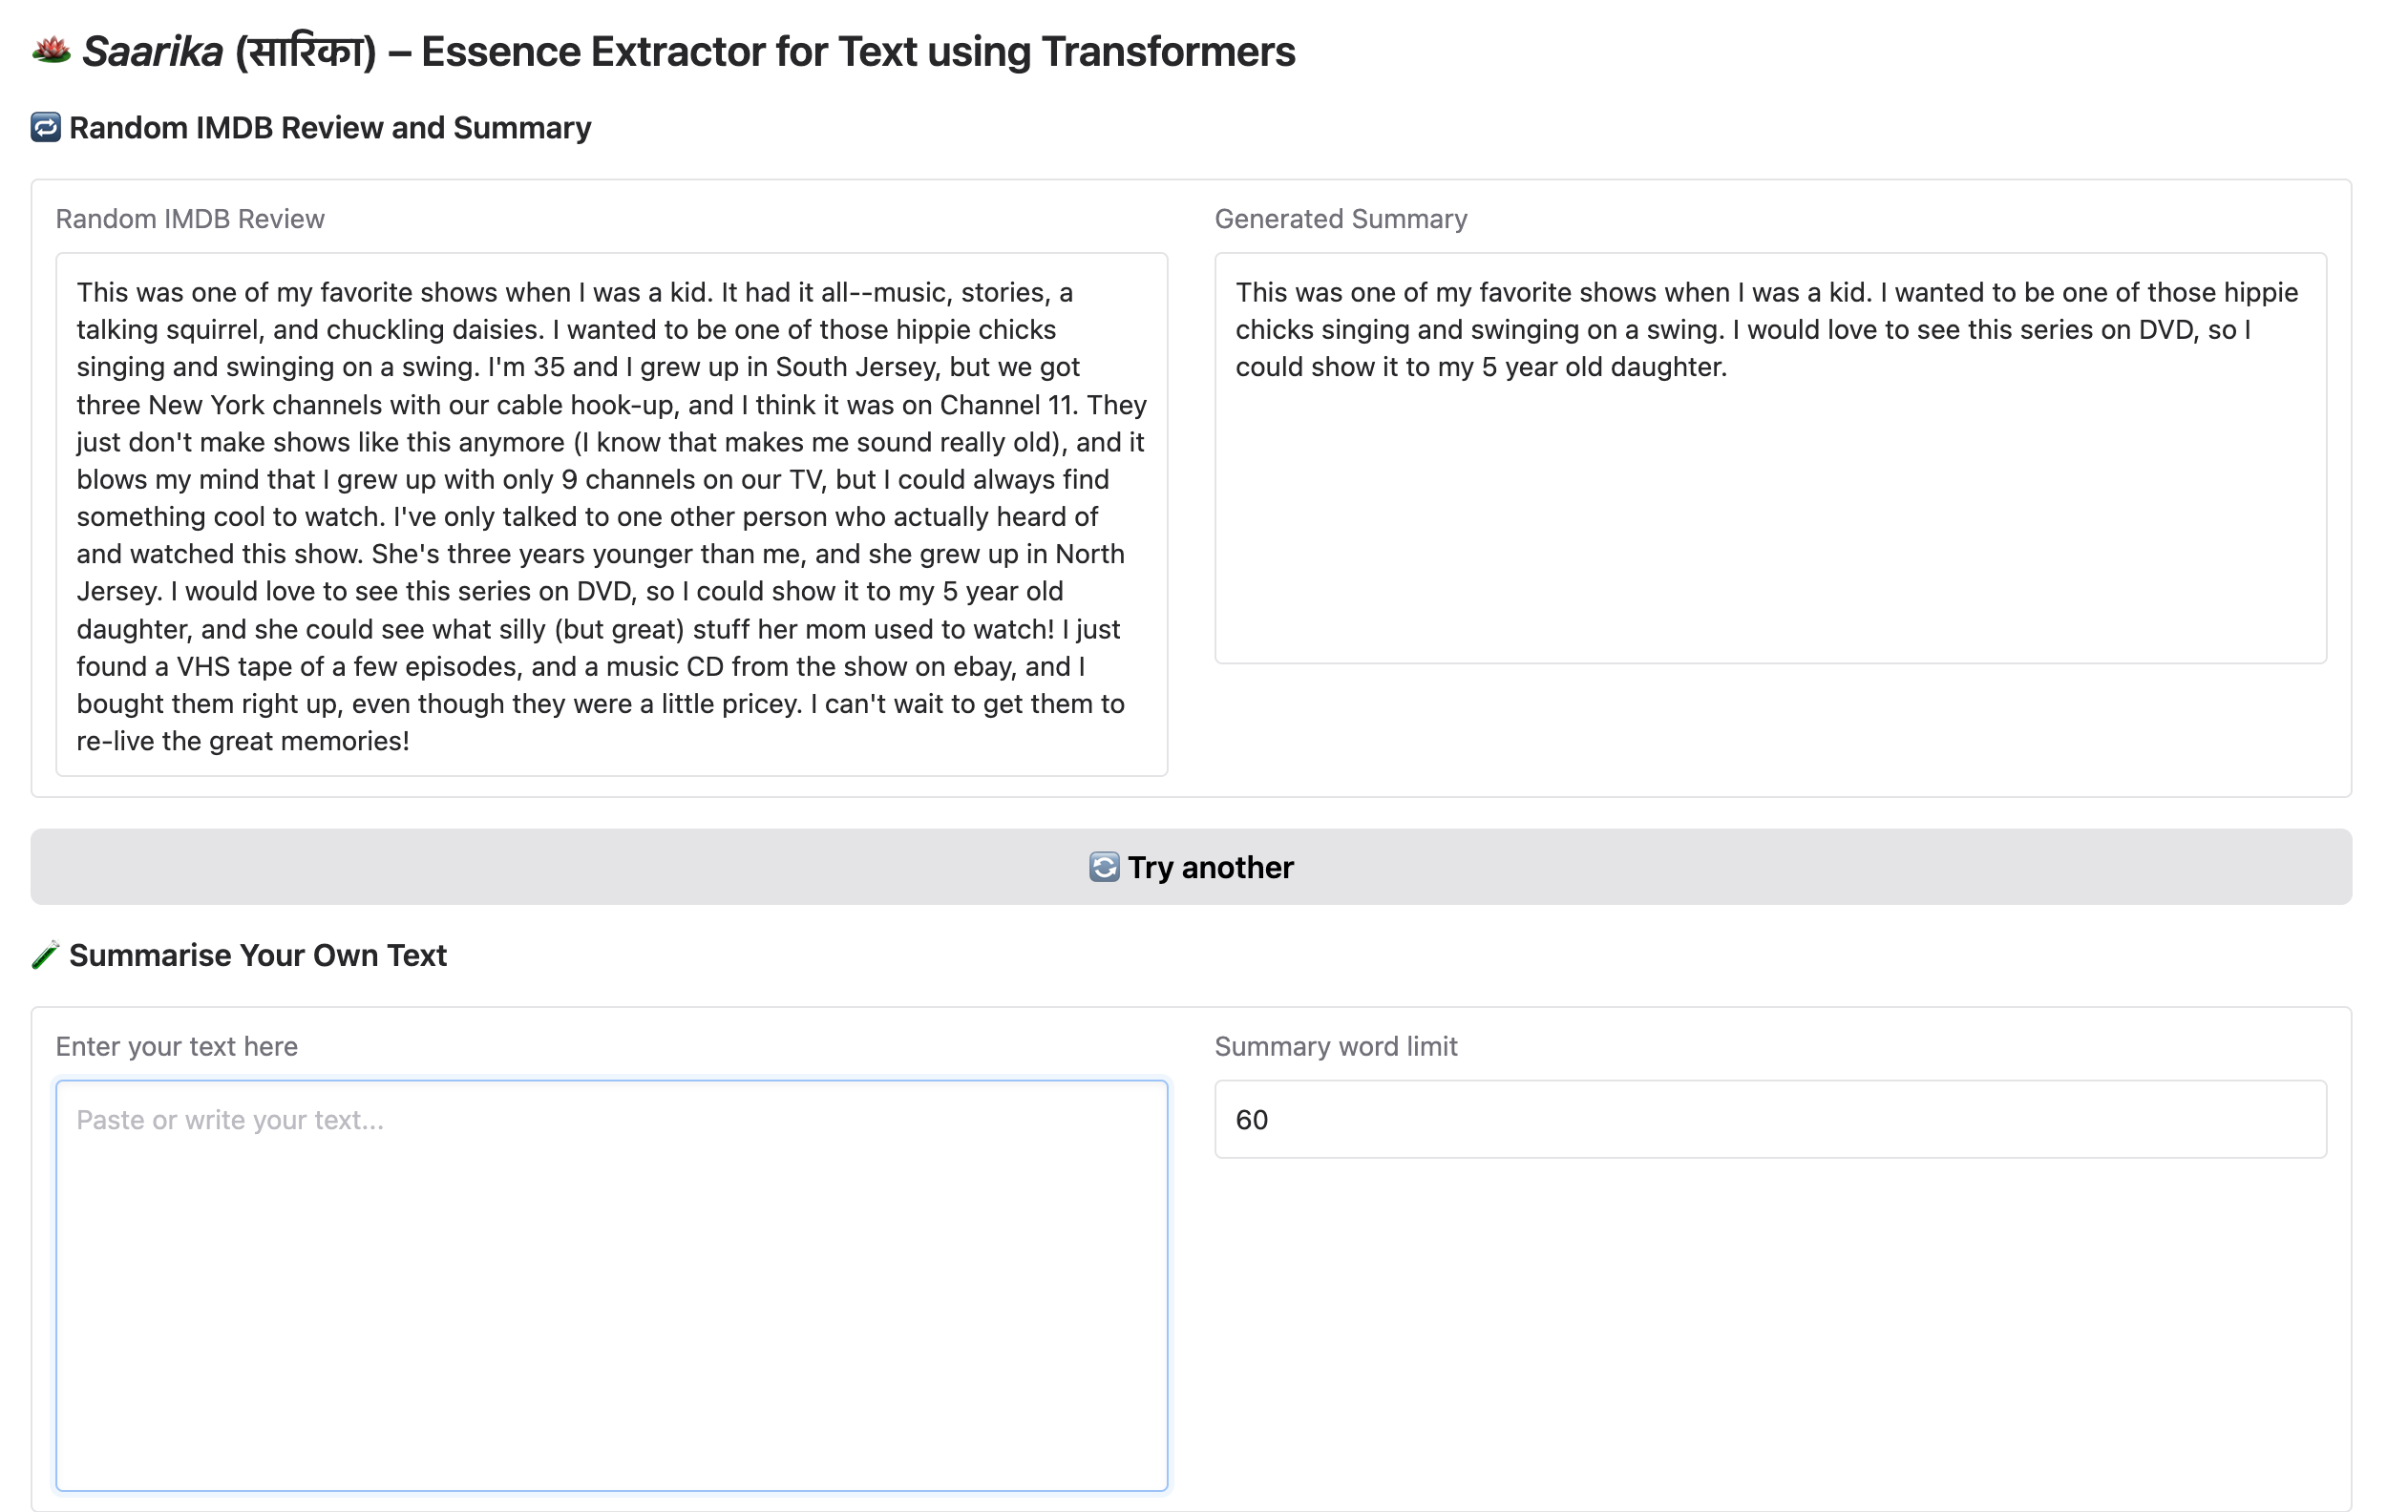 🪷 Saarika (सारिका) – Essence Extractor for Text using Transformers
🔁 Random IMDB Review and Summary
Random IMDB Review
This was one of my favorite shows when I was a kid. It had it all--music, stories, a
talking squirrel, and chuckling daisies. I wanted to be one of those hippie chicks
singing and swinging on a swing. I'm 35 and I grew up in South Jersey, but we got
three New York channels with our cable hook-up, and I think it was on Channel 11. They
just don't make shows like this anymore (I know that makes me sound really old), and it
blows my mind that I grew up with only 9 channels on our TV, but I could always find
something cool to watch. I've only talked to one other person who actually heard of
and watched this show. She's three years younger than me, and she grew up in North
Jersey. I would love to see this series on DVD, so I could show it to my 5 year old
daughter, and she could see what silly (but great) stuff her mom used to watch! I just
found a VHS tape of a few episodes, and a music CD from the show on ebay, and I
bought them right up, even though they were a little pricey. I can't wait to get them to
re-live the great memories!
Generated Summary
This was one of my favorite shows when I was a kid. I wanted to be one of those hippie
chicks singing and swinging on a swing. I would love to see this series on DVD, so I
could show it to my 5 year old daughter.
🔄 Try another
🧪 Summarise Your Own Text
Enter your text here
Paste or write your text...
Summary word limit
60